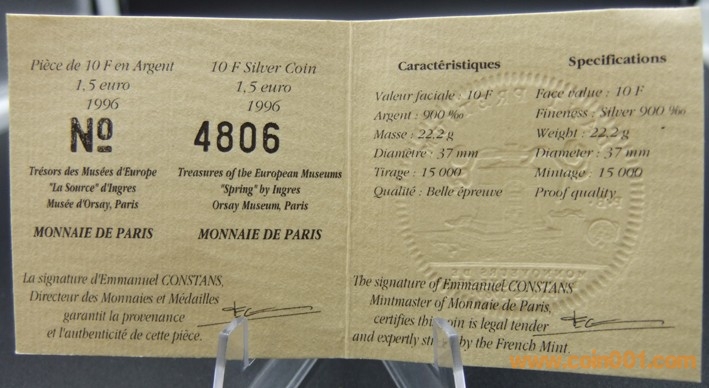 Pièce de 10 F en Argent
1,5 euro
1996
Nº
Trésors des Musées d'Europe
"La Source" d'Ingres
Musée d'Orsay, Paris
MONNAIE DE PARIS
La signature d'Emmanuel CONSTANS,
Directeur des Monnaies et Médailles
garantit la provenance
et l'authenticité de cette pièce.
10 F Silver Coin
1,5 euro
1996
4806
Treasures of the European Museums
"Spring" by Ingres
Orsay Museum, Paris
MONNAIE DE PARIS
Caractéristiques
Valeur faciale : 10 F
Argent : 900 ‰
Masse : 22,2 g
Diamètre : 37 mm
Tirage : 15 000
Qualité : Belle épreuve
Specifications
Face value : 10 F
Fineness : Silver 900 ‰
Weight : 22,2 g
Diameter : 37 mm
Mintage : 15 000
Proof quality
The signature of Emmanuel CONSTANS,
Mintmaster of Monnaie de Paris,
certifies this coin is legal tender
and expertly struck by the French Mint.
www.coin001.com